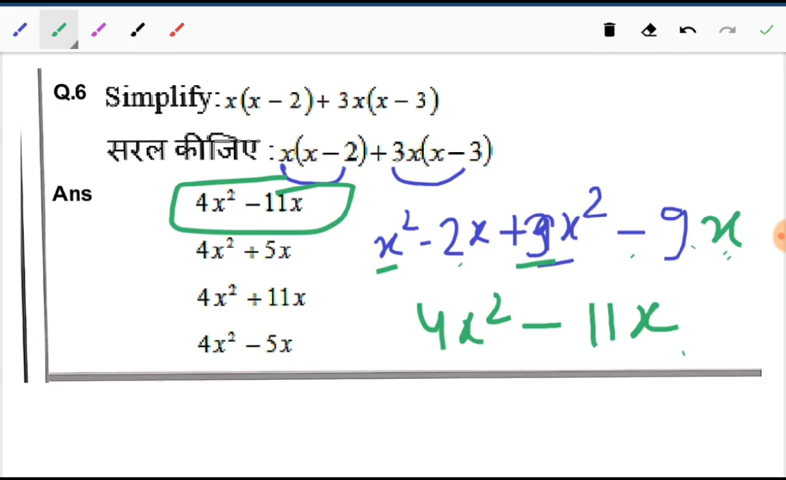 Q.6 Simplify: x(x − 2)+ 3x(x − 3)
सरल कीजिए : x(x − 2)+3x(x − 3)
Ans
4x² − 11x
4x² + 5x
4x² + 11x
4x² − 5x
x² - 2x + 3x² - 9x
4x² - 11x